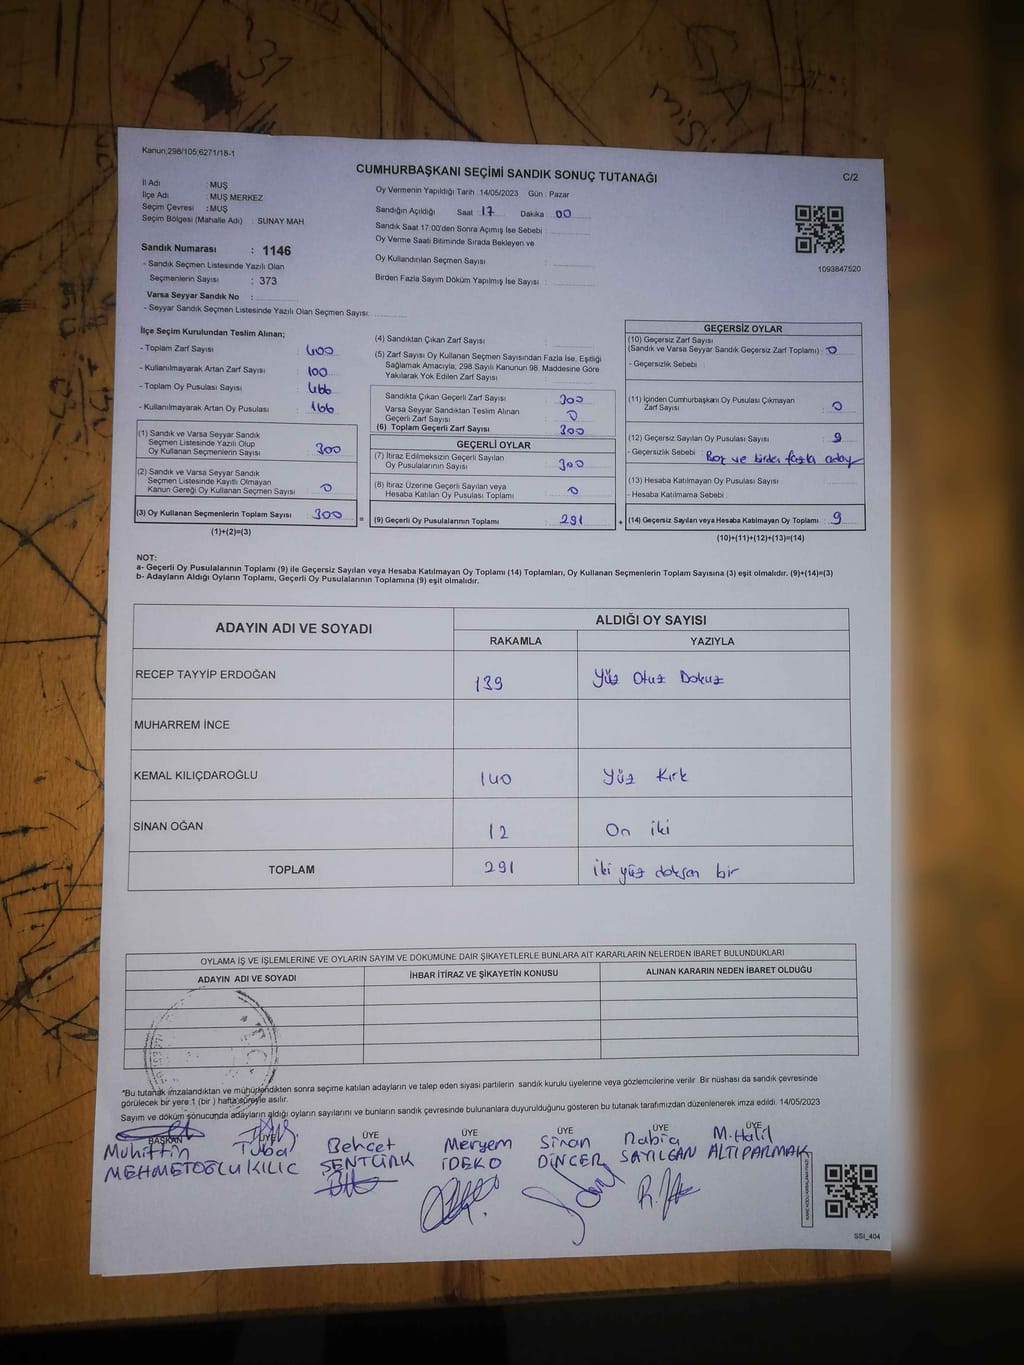 Kanun;298/105;6271/18-1
CUMHURBAŞKANI SEÇİMİ SANDIK SONUÇ TUTANAĞI
C/2
İl Adı : MUŞ
İlçe Adı : MUŞ MERKEZ
Seçim Çevresi : MUŞ
Seçim Bölgesi (Mahalle Adı) : SUNAY MAH
Sandık Numarası : 1146
- Sandık Seçmen Listesinde Yazılı Olan
Seçmenlerin Sayısı : 373
Varsa Seyyar Sandık No :
- Seyyar Sandık Seçmen Listesinde Yazılı Olan Seçmen Sayısı:
Oy Vermenin Yapıldığı Tarih :14/05/2023 Gün : Pazar
Sandığın Açıldığı Saat 17 Dakika 00
Sandık Saat 17:00'den Sonra Açımış İse Sebebi :
Oy Verme Saati Bitiminde Sırada Bekleyen ve
Oy Kullandırılan Seçmen Sayısı :
Birden Fazla Sayım Döküm Yapılmış İse Sayısı :
1093847520
İlçe Seçim Kurulundan Teslim Alınan;
- Toplam Zarf Sayısı : 400
- Kullanılmayarak Artan Zarf Sayısı : 100
- Toplam Oy Pusulası Sayısı : 466
- Kullanılmayarak Artan Oy Pusulası : 166
(1) Sandık ve Varsa Seyyar Sandık
Seçmen Listesinde Yazılı Olup
Oy Kullanan Seçmenlerin Sayısı : 300
(2) Sandık ve Varsa Seyyar Sandık
Seçmen Listesinde Kayıtlı Olmayan
Kanun Gereği Oy Kullanan Seçmen Sayısı : 0
(3) Oy Kullanan Seçmenlerin Toplam Sayısı : 300
(1)+(2)=(3)
(4) Sandıktan Çıkan Zarf Sayısı :
(5) Zarf Sayısı Oy Kullanan Seçmen Sayısından Fazla İse, Eşitliği
Sağlamak Amacıyla; 298 Sayılı Kanunun 98. Maddesine Göre
Yakılarak Yok Edilen Zarf Sayısı :
Sandıkta Çıkan Geçerli Zarf Sayısı : 300
Varsa Seyyar Sandıktan Teslim Alınan
Geçerli Zarf Sayısı : 0
(6) Toplam Geçerli Zarf Sayısı : 300
GEÇERLİ OYLAR
(7) İtiraz Edilmeksizin Geçerli Sayılan
Oy Pusulalarının Sayısı : 300
(8) İtiraz Üzerine Geçerli Sayılan veya
Hesaba Katılan Oy Pusulası Toplamı : 0
= (9) Geçerli Oy Pusulalarının Toplamı : 291
GEÇERSİZ OYLAR
(10) Geçersiz Zarf Sayısı
(Sandık ve Varsa Seyyar Sandık Geçersiz Zarf Toplamı) : 0
- Geçersizlik Sebebi :
(11) İçinden Cumhurbaşkanı Oy Pusulası Çıkmayan
Zarf Sayısı : 0
(12) Geçersiz Sayılan Oy Pusulası Sayısı : 9
- Geçersizlik Sebebi : Boş ve birden fazla aday
(13) Hesaba Katılmayan Oy Pusulası Sayısı :
- Hesaba Katılmama Sebebi :
+ (14) Geçersiz Sayılan veya Hesaba Katılmayan Oy Toplamı : 9
(10)+(11)+(12)+(13)=(14)
NOT:
a- Geçerli Oy Pusulalarının Toplamı (9) ile Geçersiz Sayılan veya Hesaba Katılmayan Oy Toplamı (14) Toplamları, Oy Kullanan Seçmenlerin Toplam Sayısına (3) eşit olmalıdır. (9)+(14)=(3)
b- Adayların Aldığı Oyların Toplamı, Geçerli Oy Pusulalarının Toplamına (9) eşit olmalıdır.
ADAYIN ADI VE SOYADI
ALDIĞI OY SAYISI
RAKAMLA YAZIYLA
RECEP TAYYİP ERDOĞAN 139 Yüz Otuz Dokuz
MUHARREM İNCE
KEMAL KILIÇDAROĞLU 140 Yüz Kırk
SİNAN OĞAN 12 On iki
TOPLAM 291 İki yüz doksan bir
OYLAMA İŞ VE İŞLEMLERİNE VE OYLARIN SAYIM VE DÖKÜMÜNE DAİR ŞİKAYETLERLE BUNLARA AİT KARARLARIN NELERDEN İBARET BULUNDUKLARI
ADAYIN ADI VE SOYADI İHBAR İTİRAZ VE ŞİKAYETİN KONUSU ALINAN KARARIN NEDEN İBARET OLDUĞU
*Bu tutanak imzalandıktan ve mühürlendikten sonra seçime katılan adayların ve talep eden siyasi partilerin sandık kurulu üyelerine veya gözlemcilerine verilir. Bir nüshası da sandık çevresinde
görülecek bir yere 1 (bir ) hafta süreyle asılır.
Sayım ve döküm sonucunda adayların aldığı oyların sayılarını ve bunların sandık çevresinde bulunanlara duyurulduğunu gösteren bu tutanak tarafımızdan düzenlenerek imza edildi. 14/05/2023
BAŞKAN ÜYE ÜYE ÜYE ÜYE ÜYE ÜYE
Muhittin Tuba Behçet Meryem Sinan Rabia M.Halil
MEHMETOĞLU KILIÇ ŞENTÜRK İDEKO DİNÇER SAYILGAN ALTIPARMAK
SSI_404